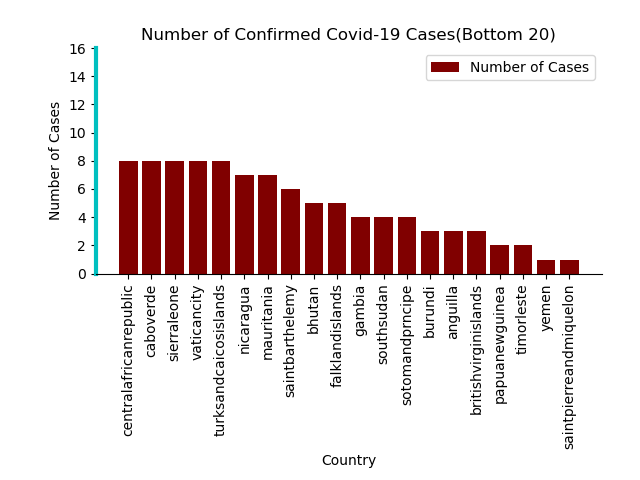 Number of Confirmed Covid-19 Cases(Bottom 20)
Number of Cases
16
14
12
10
8
6
4
2
0
Number of Cases
centralafricanrepublic
caboverde
sierraleone
vaticancity
turksandcaicosislands
nicaragua
mauritania
saintbarthelemy
bhutan
falklandislands
gambia
southsudan
sotomandprncipe
burundi
anguilla
britishvirginislands
papuanewguinea
timorleste
yemen
saintpierreandmiquelon
Country